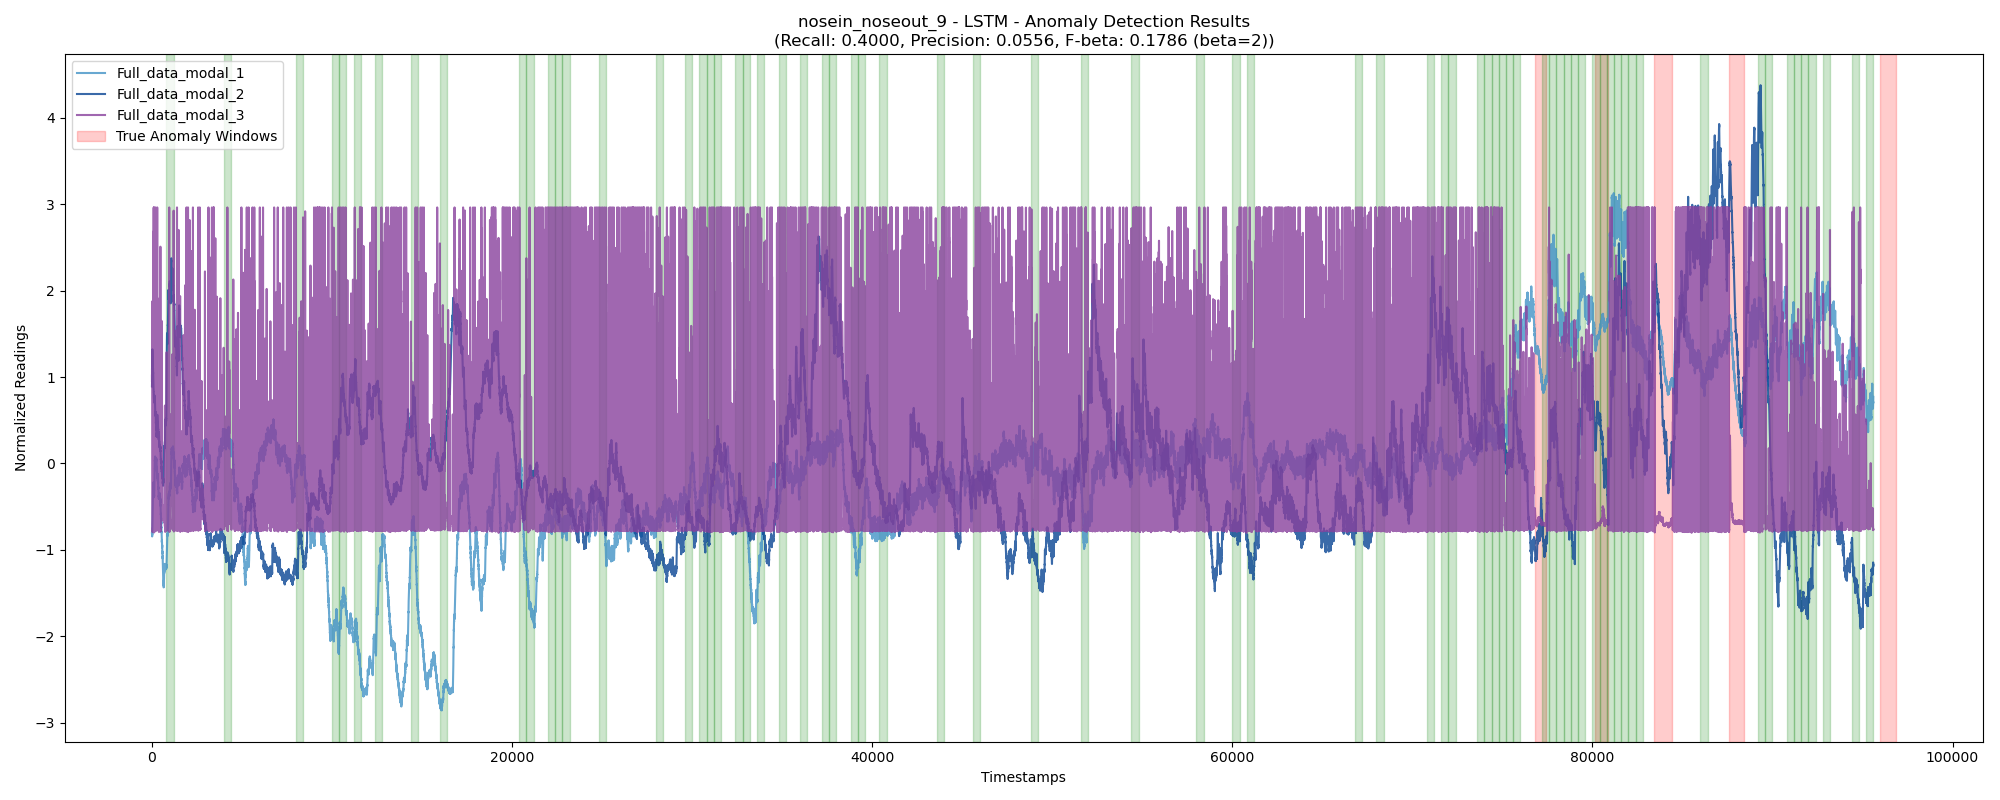 nosein_noseout_9 - LSTM - Anomaly Detection Results
(Recall: 0.4000, Precision: 0.0556, F-beta: 0.1786 (beta=2))
Full_data_modal_1
Full_data_modal_2
Full_data_modal_3
True Anomaly Windows
Normalized Readings
4
3
2
1
0
−1
−2
−3
0
20000
40000
60000
80000
100000
Timestamps